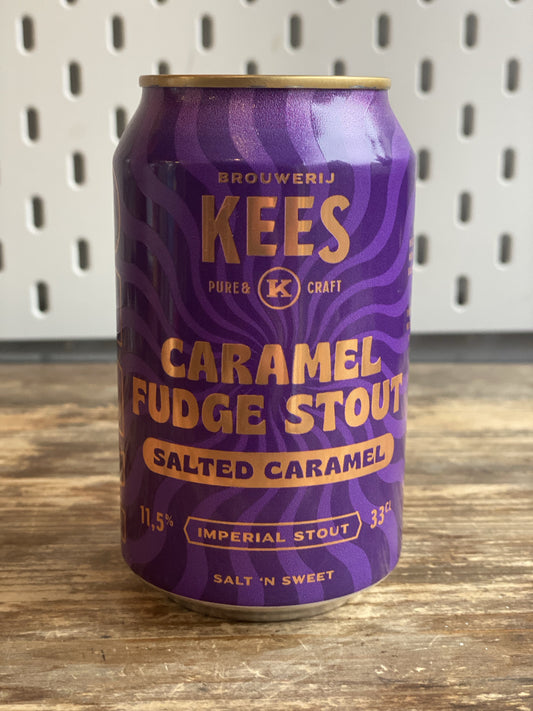 BROUWERIJ
KEES
PURE & K CRAFT
CARAMEL
FUDGE STOUT
SALTED CARAMEL
11,5% IMPERIAL STOUT 33CL
SALT 'N SWEET